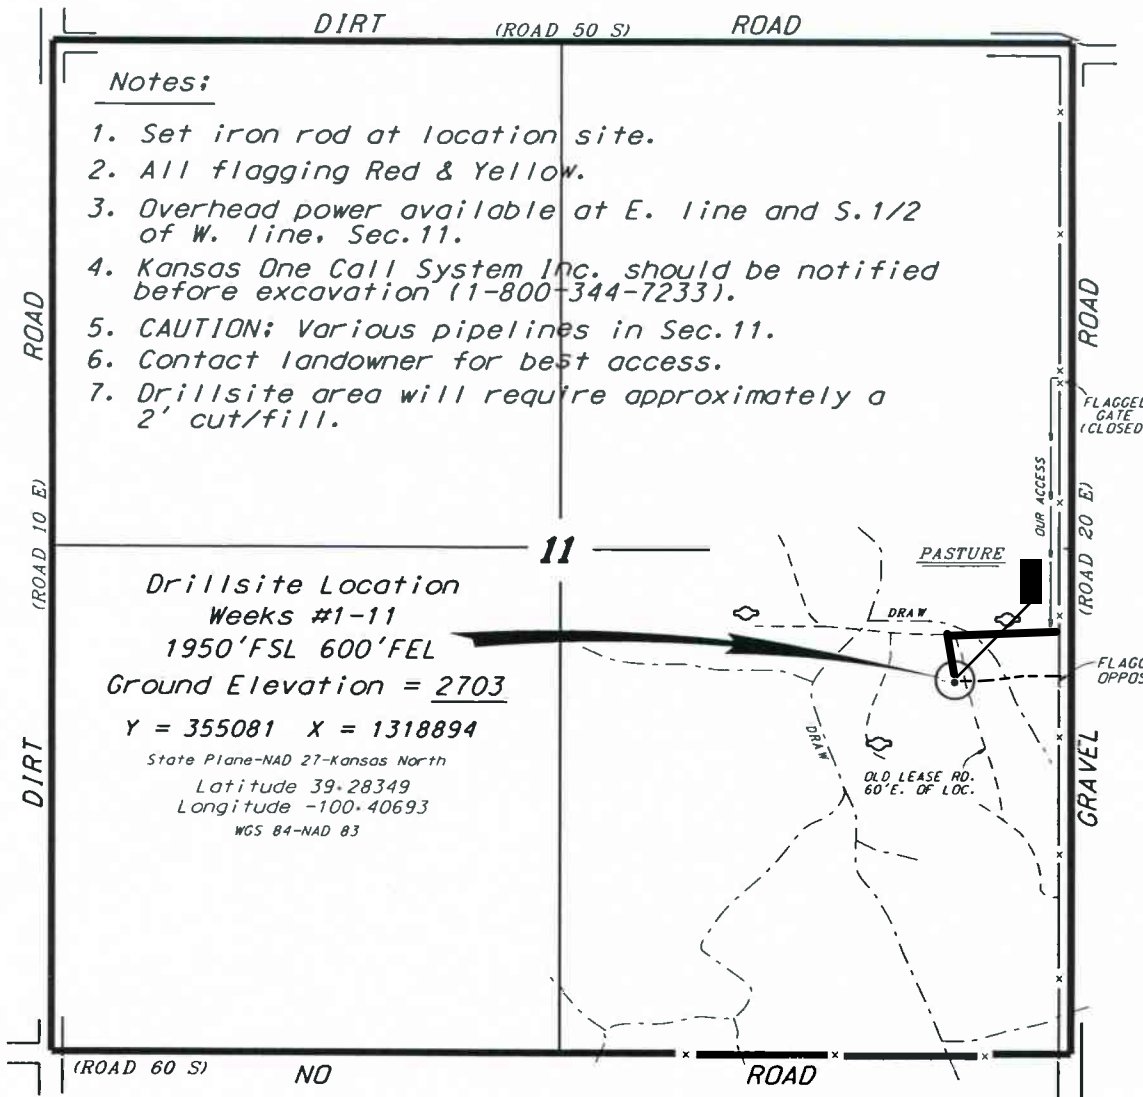 DIRT (ROAD 50 S) ROAD
Notes:
1. Set iron rod at location site.
2. All flagging Red & Yellow.
3. Overhead power available at E. line and S.1/2
of W. line, Sec.11.
4. Kansas One Call System Inc. should be notified
before excavation (1-800-344-7233).
5. CAUTION: Various pipelines in Sec.11.
6. Contact landowner for best access.
7. Drillsite area will require approximately a
2' cut/fill.
ROAD
(ROAD 10 E)
DIRT
ROAD
FLAGGED
GATE
(CLOSED
OUR ACCESS
(ROAD 20 E)
11
PASTURE
DRAW
Drillsite Location
Weeks #1-11
1950'FSL 600'FEL
Ground Elevation = 2703
Y = 355081 X = 1318894
State Plane-NAD 27-Kansas North
Latitude 39.28349
Longitude -100.40693
WGS 84-NAD 83
OPPOS
DRAW
OLD LEASE RD.
60'E. OF LOC.
GRAVEL
(ROAD 60 S) NO ROAD